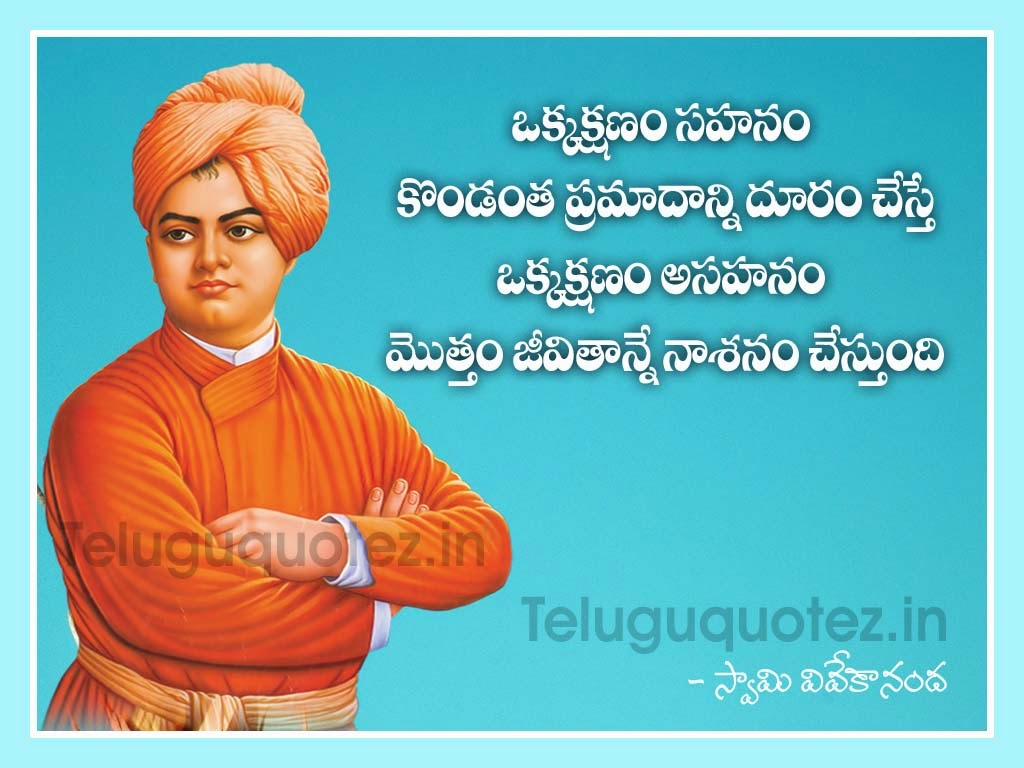 ఒక్కక్షణం సహనం
కొండంత ప్రమాదాన్ని దూరం చేస్తే
ఒక్కక్షణం అసహనం
మొత్తం జీవితాన్నే నాశనం చేస్తుంది
Teluguquotez.in
Teluguquotez.in
- స్వామి వివేకానంద